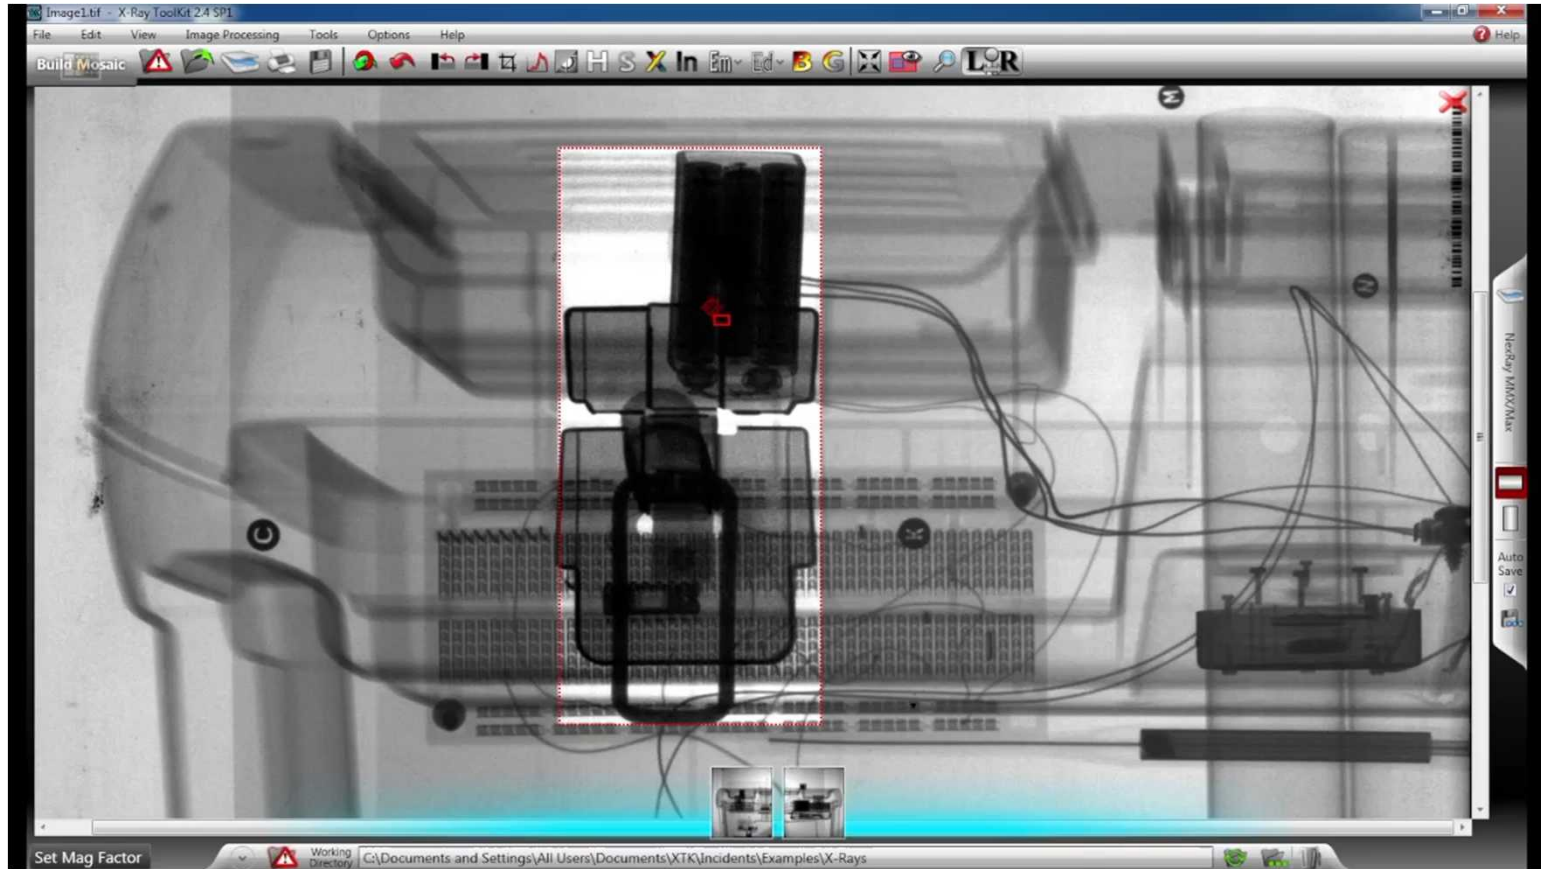 Image1.tif - X-Ray ToolKit 2.4 SP1
File Edit View Image Processing Tools Options Help
Help
Build Mosaic
H S X In Em Ed B G
L R
M
N
C
K
NexRay MMX/Max
Auto
Save
Set Mag Factor
Working
Directory
C:\Documents and Settings\All Users\Documents\XTK\Incidents\Examples\X-Rays